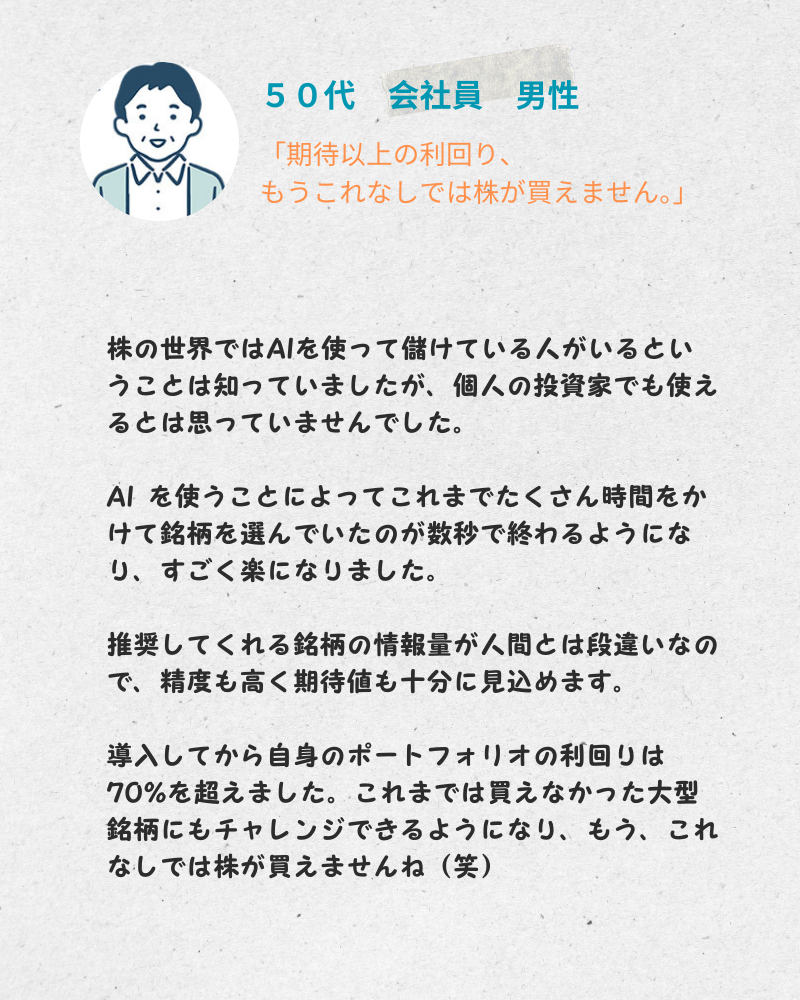 ５０代　会社員　男性
「期待以上の利回り、
もうこれなしでは株が買えません。」
株の世界ではAIを使って儲けている人がいるとい
うことは知っていましたが、個人の投資家でも使え
るとは思っていませんでした。
AI を使うことによってこれまでたくさん時間をか
けて銘柄を選んでいたのが数秒で終わるようにな
り、すごく楽になりました。
推奨してくれる銘柄の情報量が人間とは段違いなの
で、精度も高く期待値も十分に見込めます。
導入してから自身のポートフォリオの利回りは
70%を超えました。これまでは買えなかった大型
銘柄にもチャレンジできるようになり、もう、これ
なしでは株が買えませんね（笑）